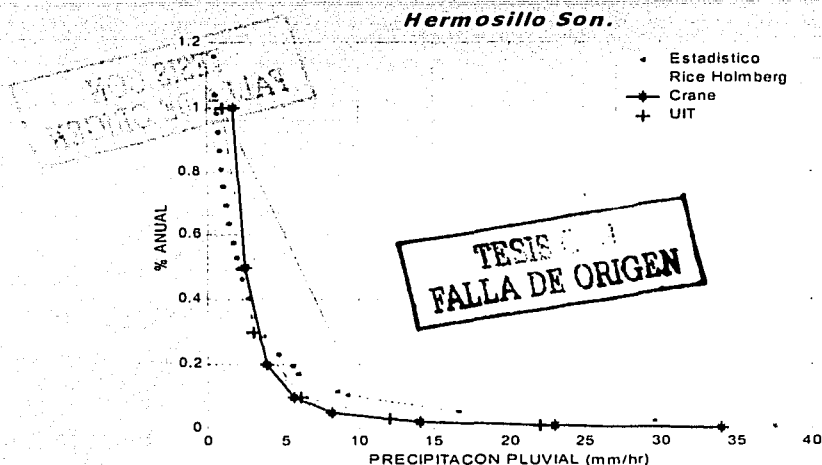 Hermosillo Son.
Estadistico
Rice Holmberg
Crane
UIT
1.2
1
0.8
0.6
0.4
0.2
0
% ANUAL
TESIS
FALLA DE ORIGEN
0 5 10 15 20 25 30 35 40
PRECIPITACON PLUVIAL (mm/hr)